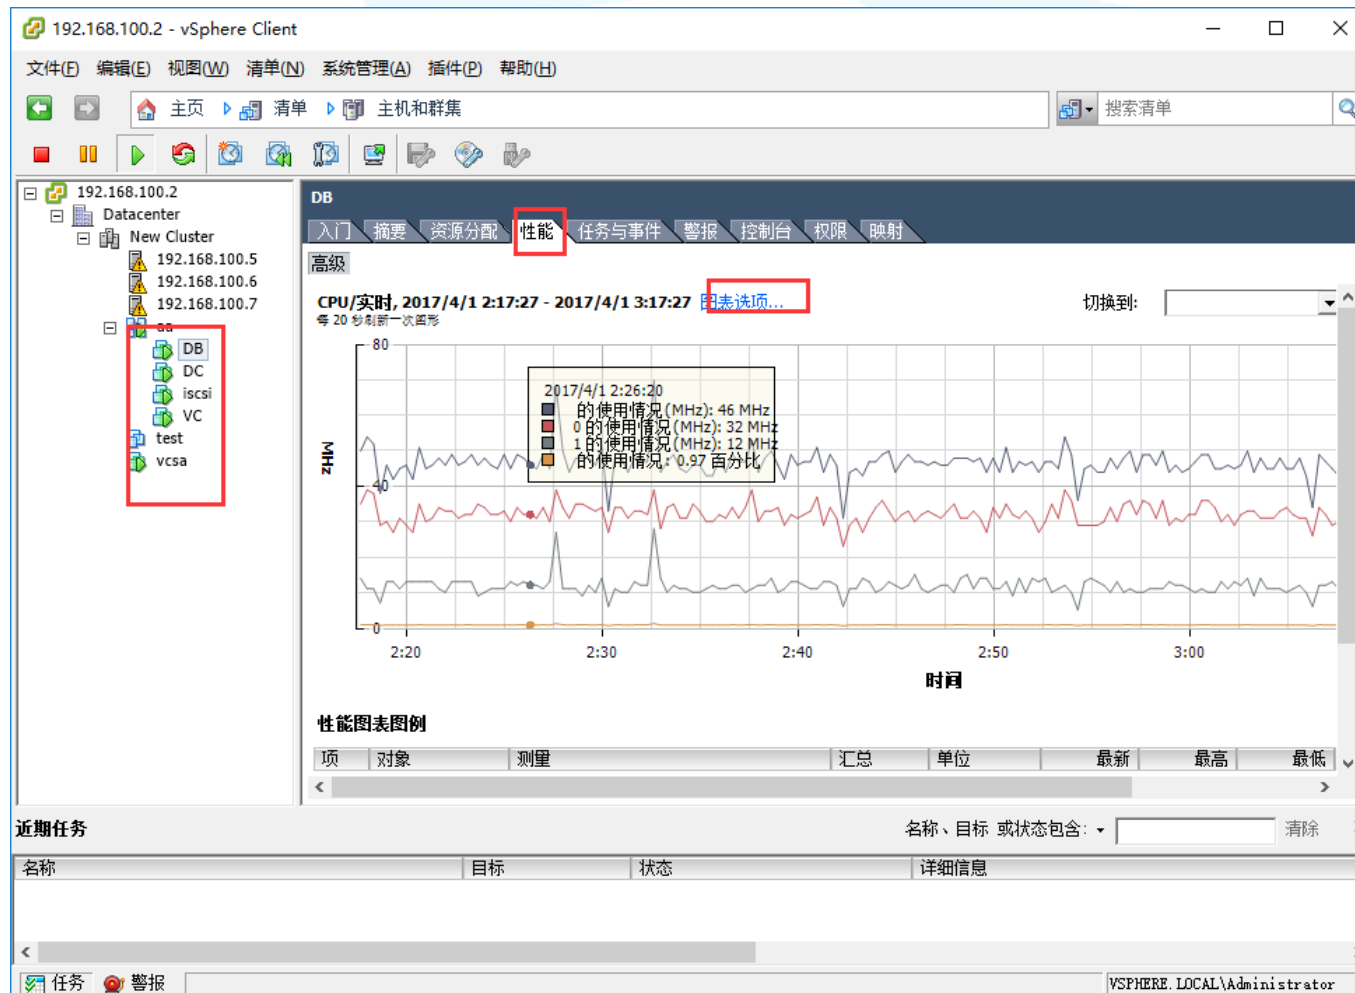 192.168.100.2 - vSphere Client
文件(F) 编辑(E) 视图(W) 清单(N) 系统管理(A) 插件(P) 帮助(H)
主页 清单 主机和群集 搜索清单
192.168.100.2
Datacenter
New Cluster
192.168.100.5
192.168.100.6
192.168.100.7
aa
DB
DC
iscsi
VC
test
vcsa
DB
入门 摘要 资源分配 性能 任务与事件 警报 控制台 权限 映射
高级
CPU/实时, 2017/4/1 2:17:27 - 2017/4/1 3:17:27 图表选项... 切换到:
每 20 秒刷新一次图形
80
40
0
MHz
2017/4/1 2:26:20
的使用情况(MHz): 46 MHz
0 的使用情况(MHz): 32 MHz
1 的使用情况(MHz): 12 MHz
的使用情况: 0.97 百分比
2:20 2:30 2:40 2:50 3:00
时间
性能图表图例
项 对象 测量 汇总 单位 最新 最高 最低
近期任务 名称、目标 或状态包含: 清除
名称 目标 状态 详细信息
任务 警报 VSPHERE.LOCAL\Administrator